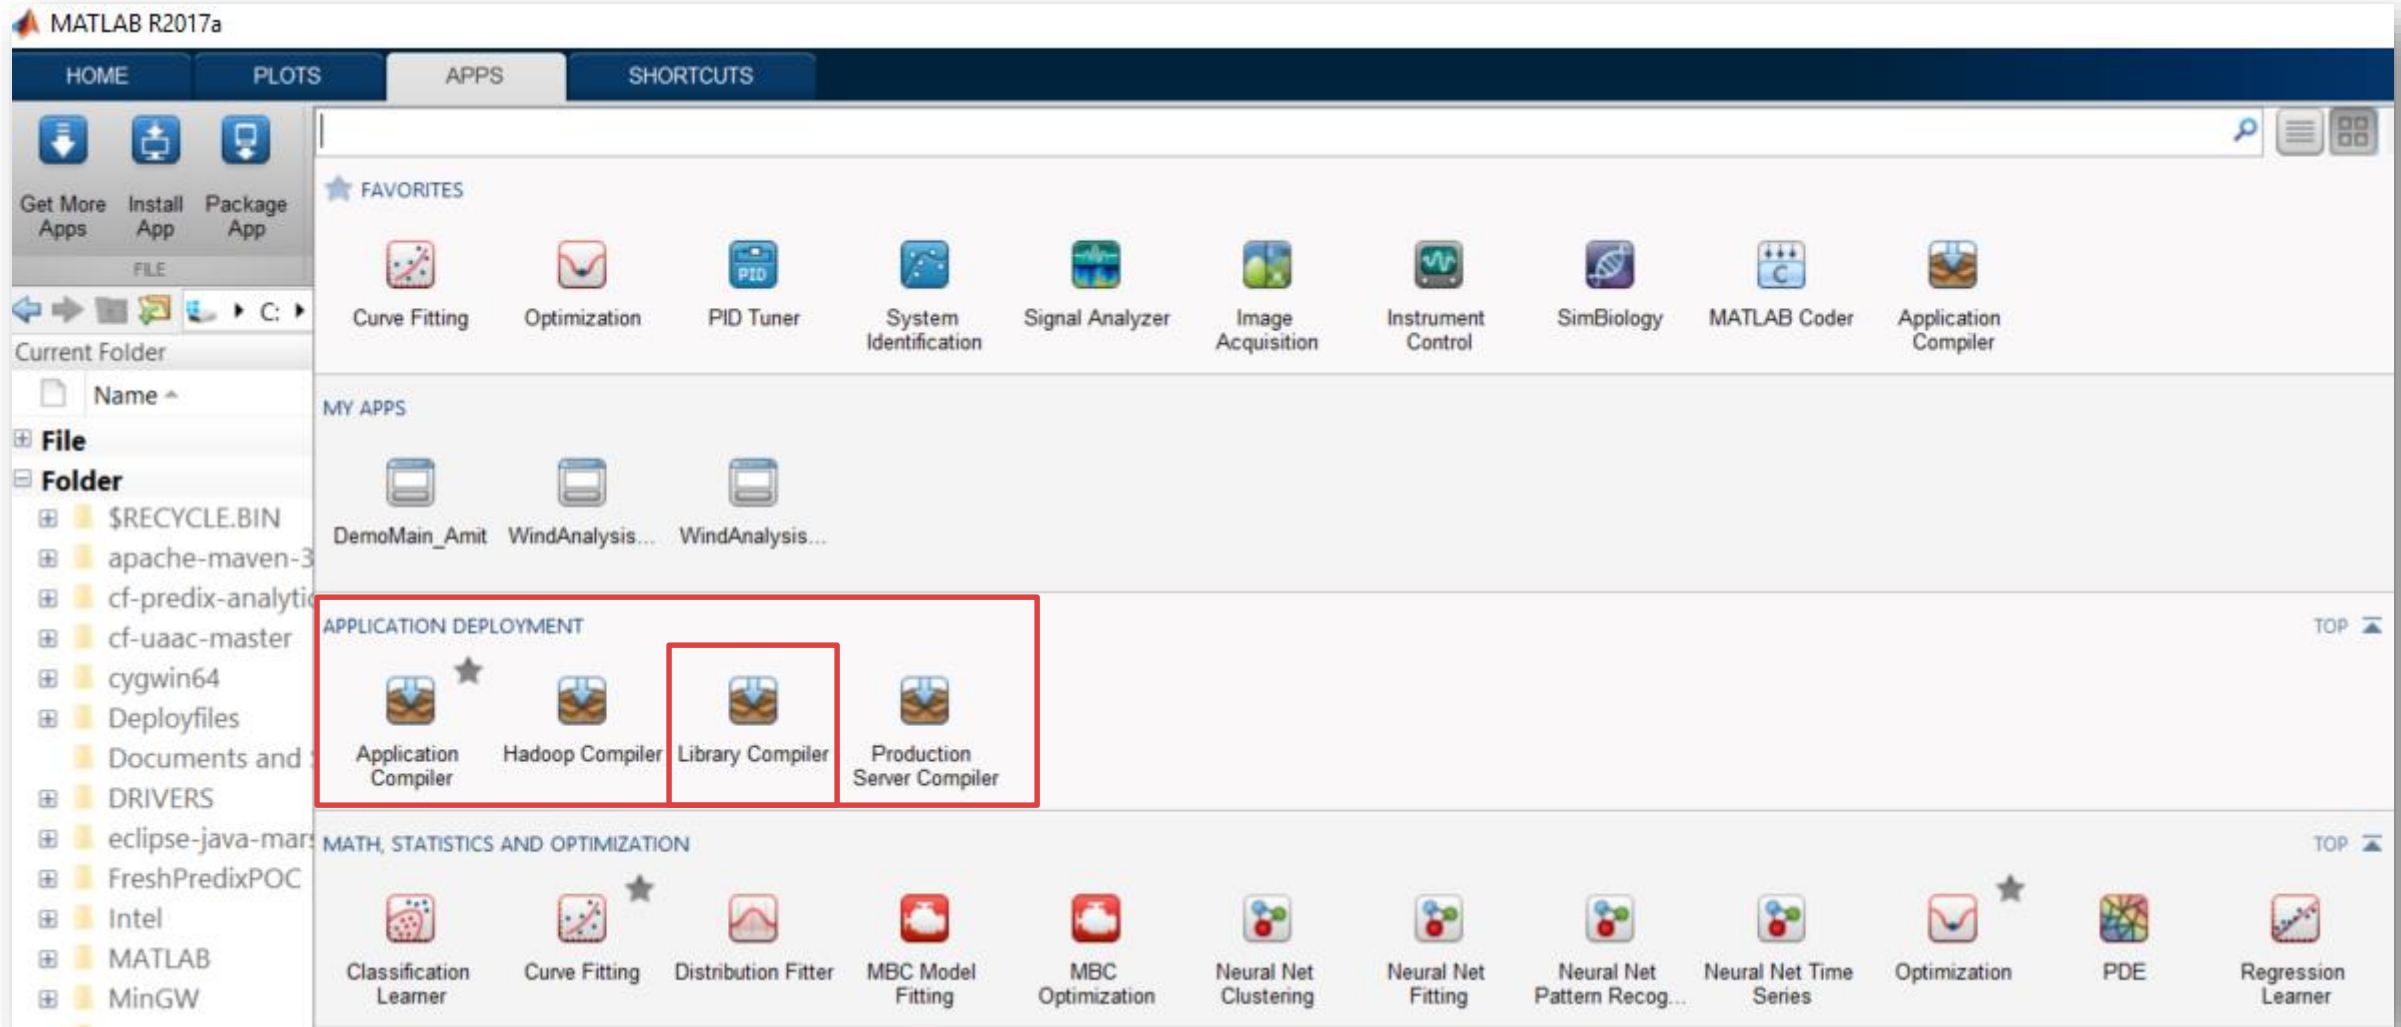 MATLAB R2017a
HOME PLOTS APPS SHORTCUTS
Get More Apps
Install App
Package App
FILE
C:
Current Folder
Name
File
Folder
$RECYCLE.BIN
apache-maven-3
cf-predix-analytic
cf-uaac-master
cygwin64
Deployfiles
Documents and
DRIVERS
eclipse-java-mars
FreshPredixPOC
Intel
MATLAB
MinGW
FAVORITES
PID
C
Curve Fitting
Optimization
PID Tuner
System
Identification
Signal Analyzer
Image
Acquisition
Instrument
Control
SimBiology
MATLAB Coder
Application
Compiler
MY APPS
DemoMain_Amit
WindAnalysis...
WindAnalysis...
APPLICATION DEPLOYMENT
TOP
Application
Compiler
Hadoop Compiler
Library Compiler
Production
Server Compiler
MATH, STATISTICS AND OPTIMIZATION
TOP
Classification
Learner
Curve Fitting
Distribution Fitter
MBC Model
Fitting
MBC
Optimization
Neural Net
Clustering
Neural Net
Fitting
Neural Net
Pattern Recog...
Neural Net Time
Series
Optimization
PDE
Regression
Learner